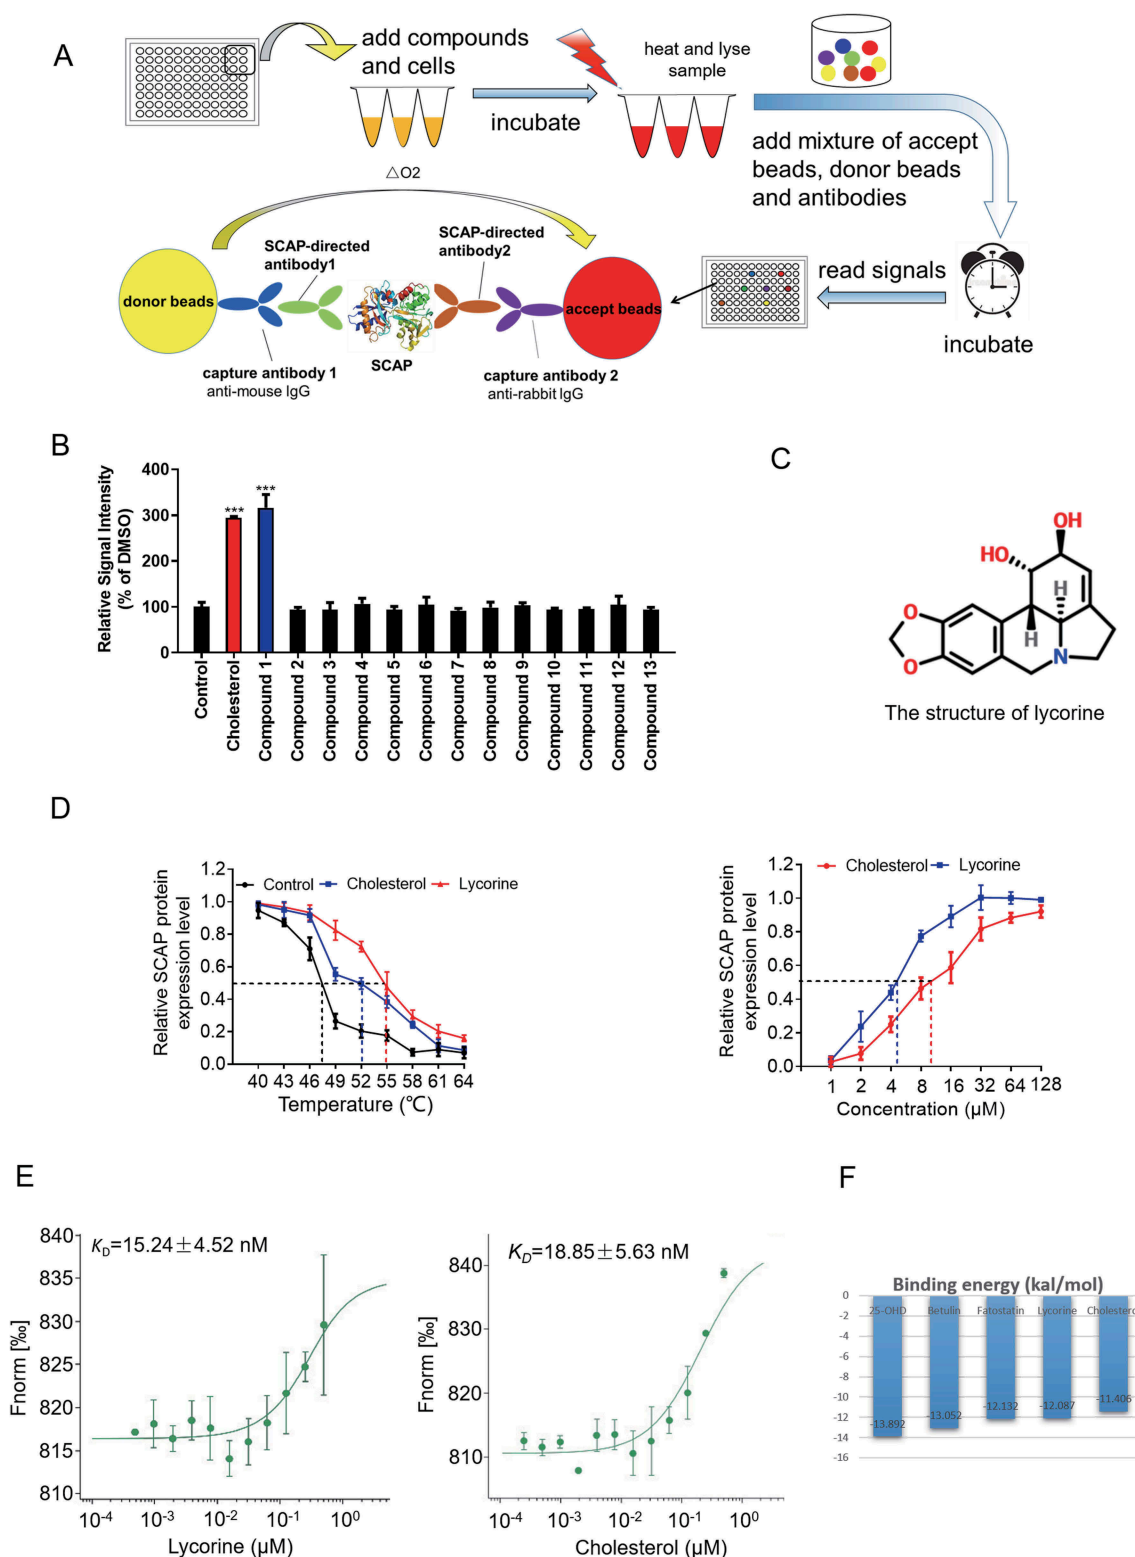 A
add compounds
and cells
incubate
heat and lyse
sample
add mixture of accept
beads, donor beads
and antibodies
△O2
SCAP-directed
antibody1
SCAP-directed
antibody2
donor beads
accept beads
SCAP
capture antibody 1
anti-mouse IgG
capture antibody 2
anti-rabbit IgG
read signals
incubate
B
Relative Signal Intensity
(% of DMSO)
400
300
200
100
0
***
***
Control
Cholesterol
Compound 1
Compound 2
Compound 3
Compound 4
Compound 5
Compound 6
Compound 7
Compound 8
Compound 9
Compound 10
Compound 11
Compound 12
Compound 13
C
OH
HO
H
H
O
O
N
The structure of lycorine
D
Relative SCAP protein
expression level
1.2
1.0
0.8
0.6
0.4
0.2
0.0
Control Cholesterol Lycorine
40 43 46 49 52 55 58 61 64
Temperature (℃)
Relative SCAP protein
expression level
1.2
1.0
0.8
0.6
0.4
0.2
0.0
Cholesterol Lycorine
1 2 4 8 16 32 64 128
Concentration (µM)
E
Fnorm [‰]
840
835
830
825
820
815
810
KD=15.24±4.52 nM
10-4 10-3 10-2 10-1 100
Lycorine (µM)
Fnorm [‰]
840
830
820
810
KD=18.85±5.63 nM
10-4 10-3 10-2 10-1 100
Cholesterol (µM)
F
Binding energy (kal/mol)
0
-2
-4
-6
-8
-10
-12
-14
-16
25-OHD Betulin Fatostatin Lycorine Cholestero
-13.892 -13.052 -12.132 -12.087 -11.406